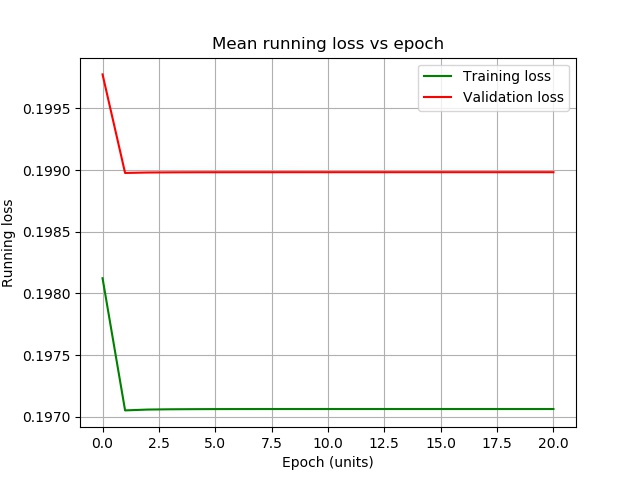 Mean running loss vs epoch
Training loss
Validation loss
0.1995
0.1990
0.1985
0.1980
0.1975
0.1970
Running loss
0.0 2.5 5.0 7.5 10.0 12.5 15.0 17.5 20.0
Epoch (units)